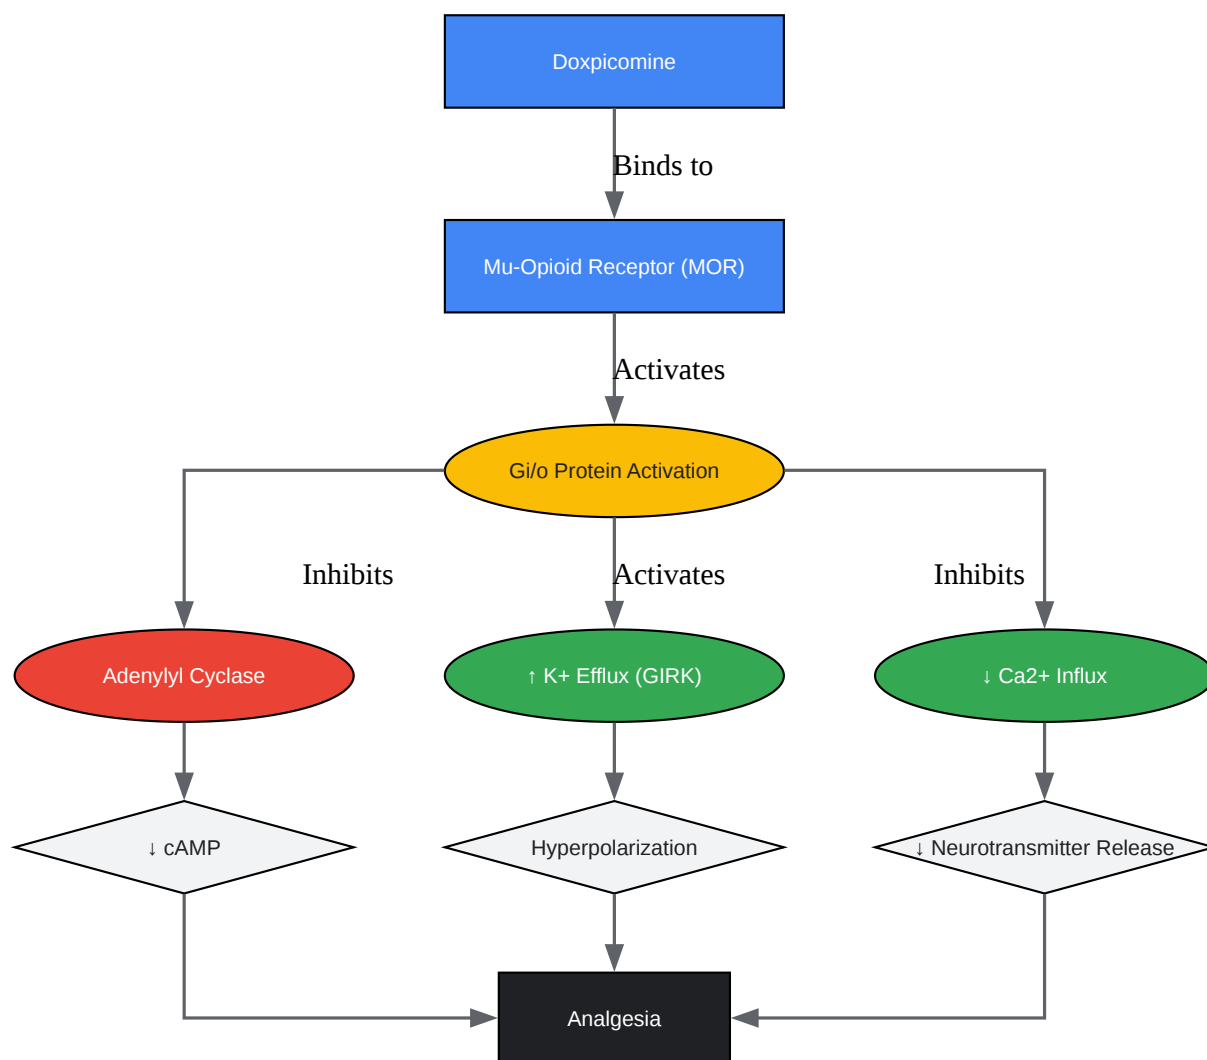 Doxpicomine
Binds to
Mu-Opioid Receptor (MOR)
Activates
Gi/o Protein Activation
Inhibits
Activates
Inhibits
Adenylyl Cyclase
↑ K+ Efflux (GIRK)
↓ Ca2+ Influx
↓ cAMP
Hyperpolarization
↓ Neurotransmitter Release
Analgesia